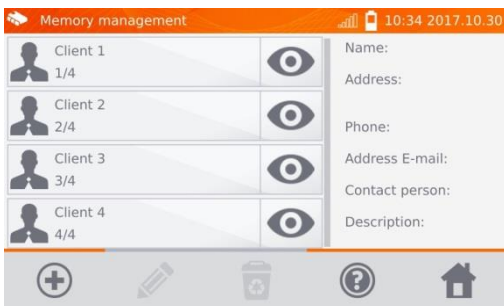 Memory management
10:34 2017.10.30
Client 1
1/4
Client 2
2/4
Client 3
3/4
Client 4
4/4
Name:
Address:
Phone:
Address E-mail:
Contact person:
Description: